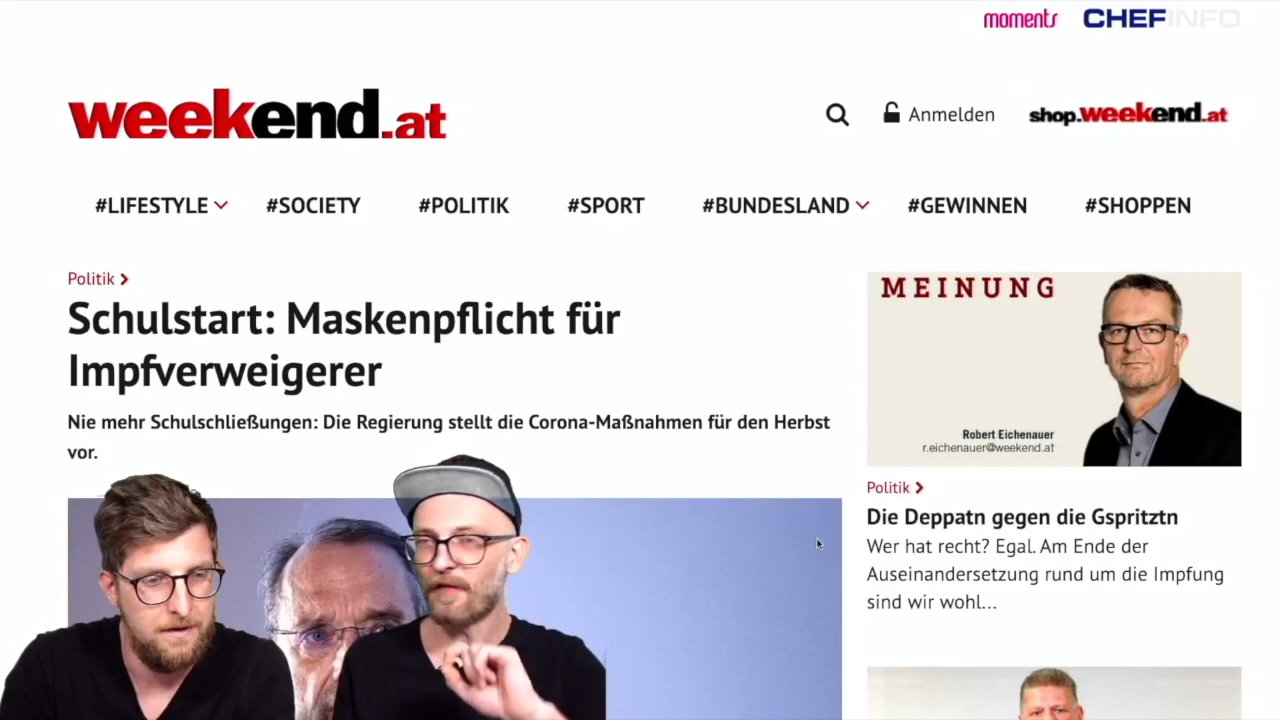 moments CHEFINFO
weekend.at
Anmelden
shop.weekend.at
#LIFESTYLE #SOCIETY #POLITIK #SPORT #BUNDESLAND #GEWINNEN #SHOPPEN
Politik
Schulstart: Maskenpflicht für
Impfverweigerer
Nie mehr Schulschließungen: Die Regierung stellt die Corona-Maßnahmen für den Herbst
vor.
MEINUNG
Robert Eichenauer
r.eichenauer@weekend.at
Politik
Die Deppatn gegen die Gspritztn
Wer hat recht? Egal. Am Ende der
Auseinandersetzung rund um die Impfung
sind wir wohl...